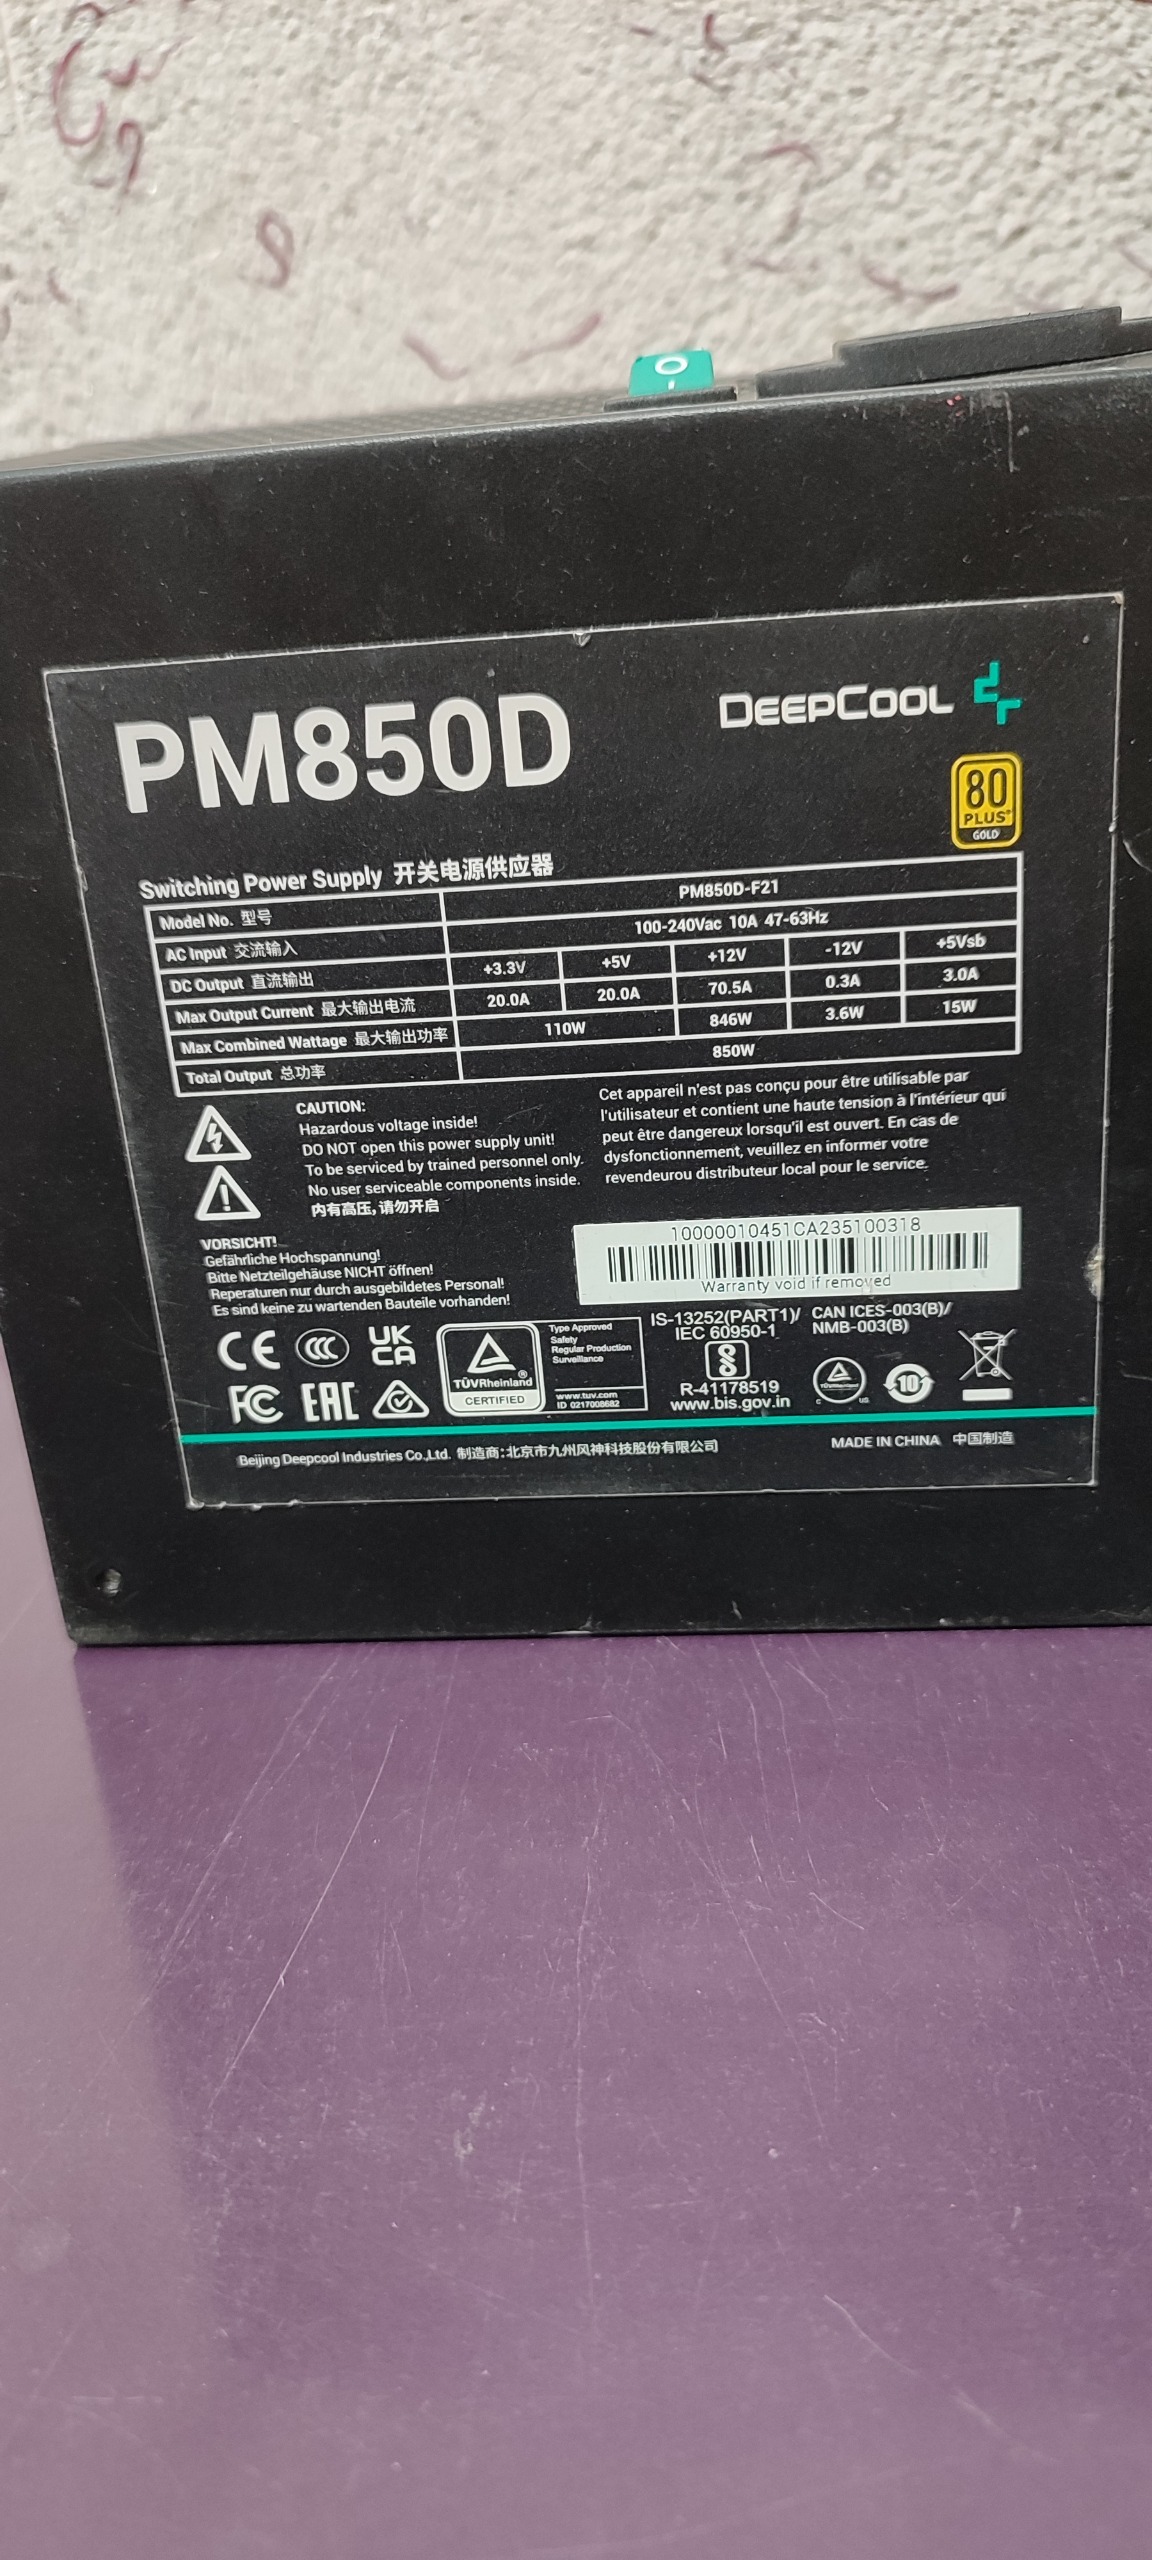 PM850D
DEEPCOOL
80
PLUS
GOLD
Switching Power Supply 开关电源供应器
Model No. 型号 PM850D-F21
AC Input 交流输入 100-240Vac 10A 47-63Hz
DC Output 直流输出 +3.3V +5V +12V -12V +5Vsb
Max Output Current 最大输出电流 20.0A 20.0A 70.5A 0.3A 3.0A
Max Combined Wattage 最大输出功率 110W 846W 3.6W 15W
Total Output 总功率 850W
CAUTION:
Hazardous voltage inside!
DO NOT open this power supply unit!
To be serviced by trained personnel only.
No user serviceable components inside.
内有高压,请勿开启
Cet appareil n'est pas conçu pour être utilisable par
l'utilisateur et contient une haute tension à l'intérieur qui
peut être dangereux lorsqu'il est ouvert. En cas de
dysfonctionnement, veuillez en informer votre
revendeurou distributeur local pour le service.
VORSICHT!
Gefährliche Hochspannung!
Bitte Netzteilgehäuse NICHT öffnen!
Reperaturen nur durch ausgebildetes Personal!
Es sind keine zu wartenden Bauteile vorhanden!
10000010451CA235100318
Warranty void if removed
CE CCC UK CA
FC EAC
TÜVRheinland®
CERTIFIED
Type Approved
Safety
Regular Production
Surveillance
www.tuv.com
ID 0217008682
IS-13252(PART1)/
IEC 60950-1
R-41178519
www.bis.gov.in
CAN ICES-003(B)/
NMB-003(B)
TÜVRheinland
C US
10
Beijing Deepcool Industries Co.,Ltd. 制造商:北京市九州风神科技股份有限公司
MADE IN CHINA 中国制造